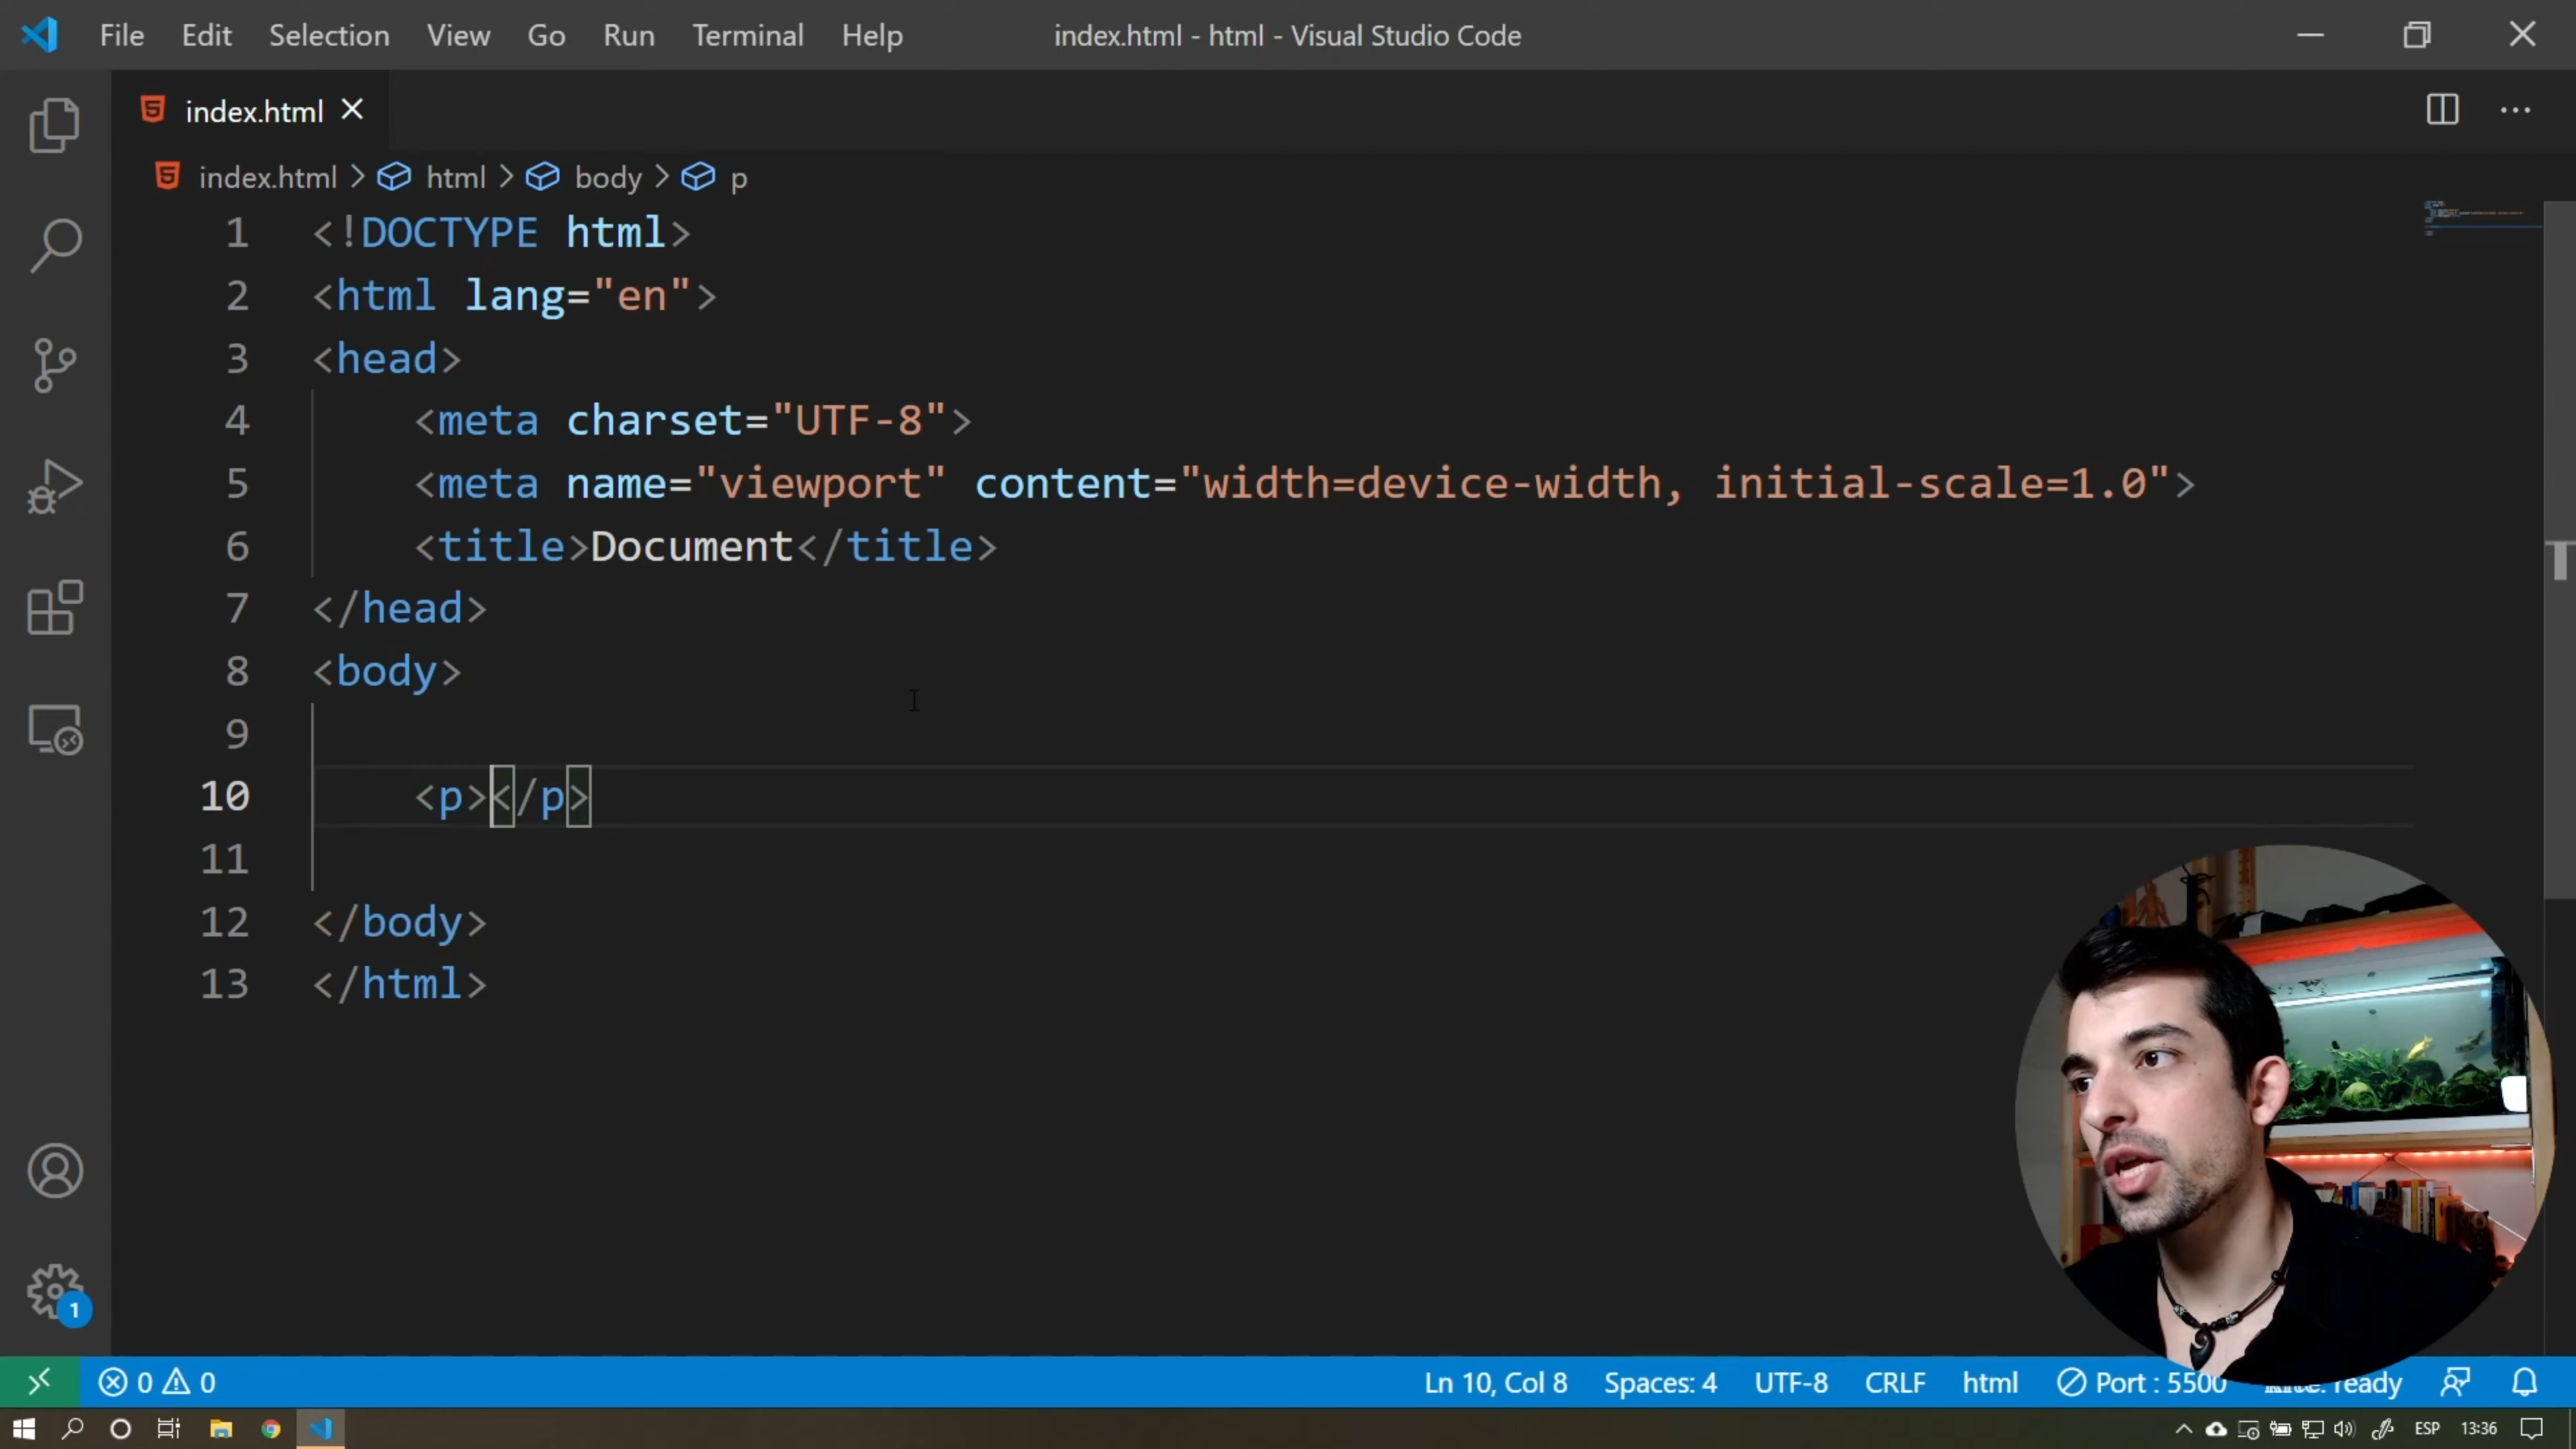 File Edit Selection View Go Run Terminal Help index.html - html - Visual Studio Code
index.html
index.html > html > body > p
1 <!DOCTYPE html>
2 <html lang="en">
3 <head>
4 <meta charset="UTF-8">
5 <meta name="viewport" content="width=device-width, initial-scale=1.0">
6 <title>Document</title>
7 </head>
8 <body>
9
10 <p></p>
11
12 </body>
13 </html>
1
0 0 Ln 10, Col 8 Spaces: 4 UTF-8 CRLF html Port : 5500 ready
ESP 13:36